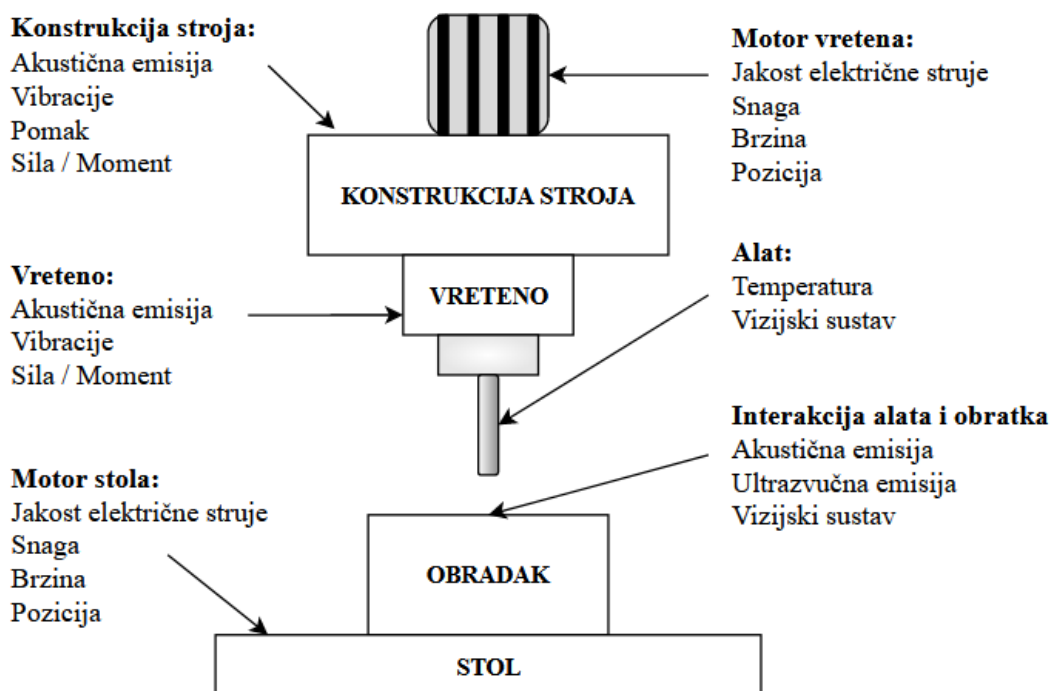 Konstrukcija stroja:
Akustična emisija
Vibracije
Pomak
Sila / Moment
Motor vretena:
Jakost električne struje
Snaga
Brzina
Pozicija
KONSTRUKCIJA STROJA
Vreteno:
Akustična emisija
Vibracije
Sila / Moment
VRETENO
Alat:
Temperatura
Vizijski sustav
Interakcija alata i obratka
Akustična emisija
Ultrazvučna emisija
Vizijski sustav
Motor stola:
Jakost električne struje
Snaga
Brzina
Pozicija
OBRADAK
STOL